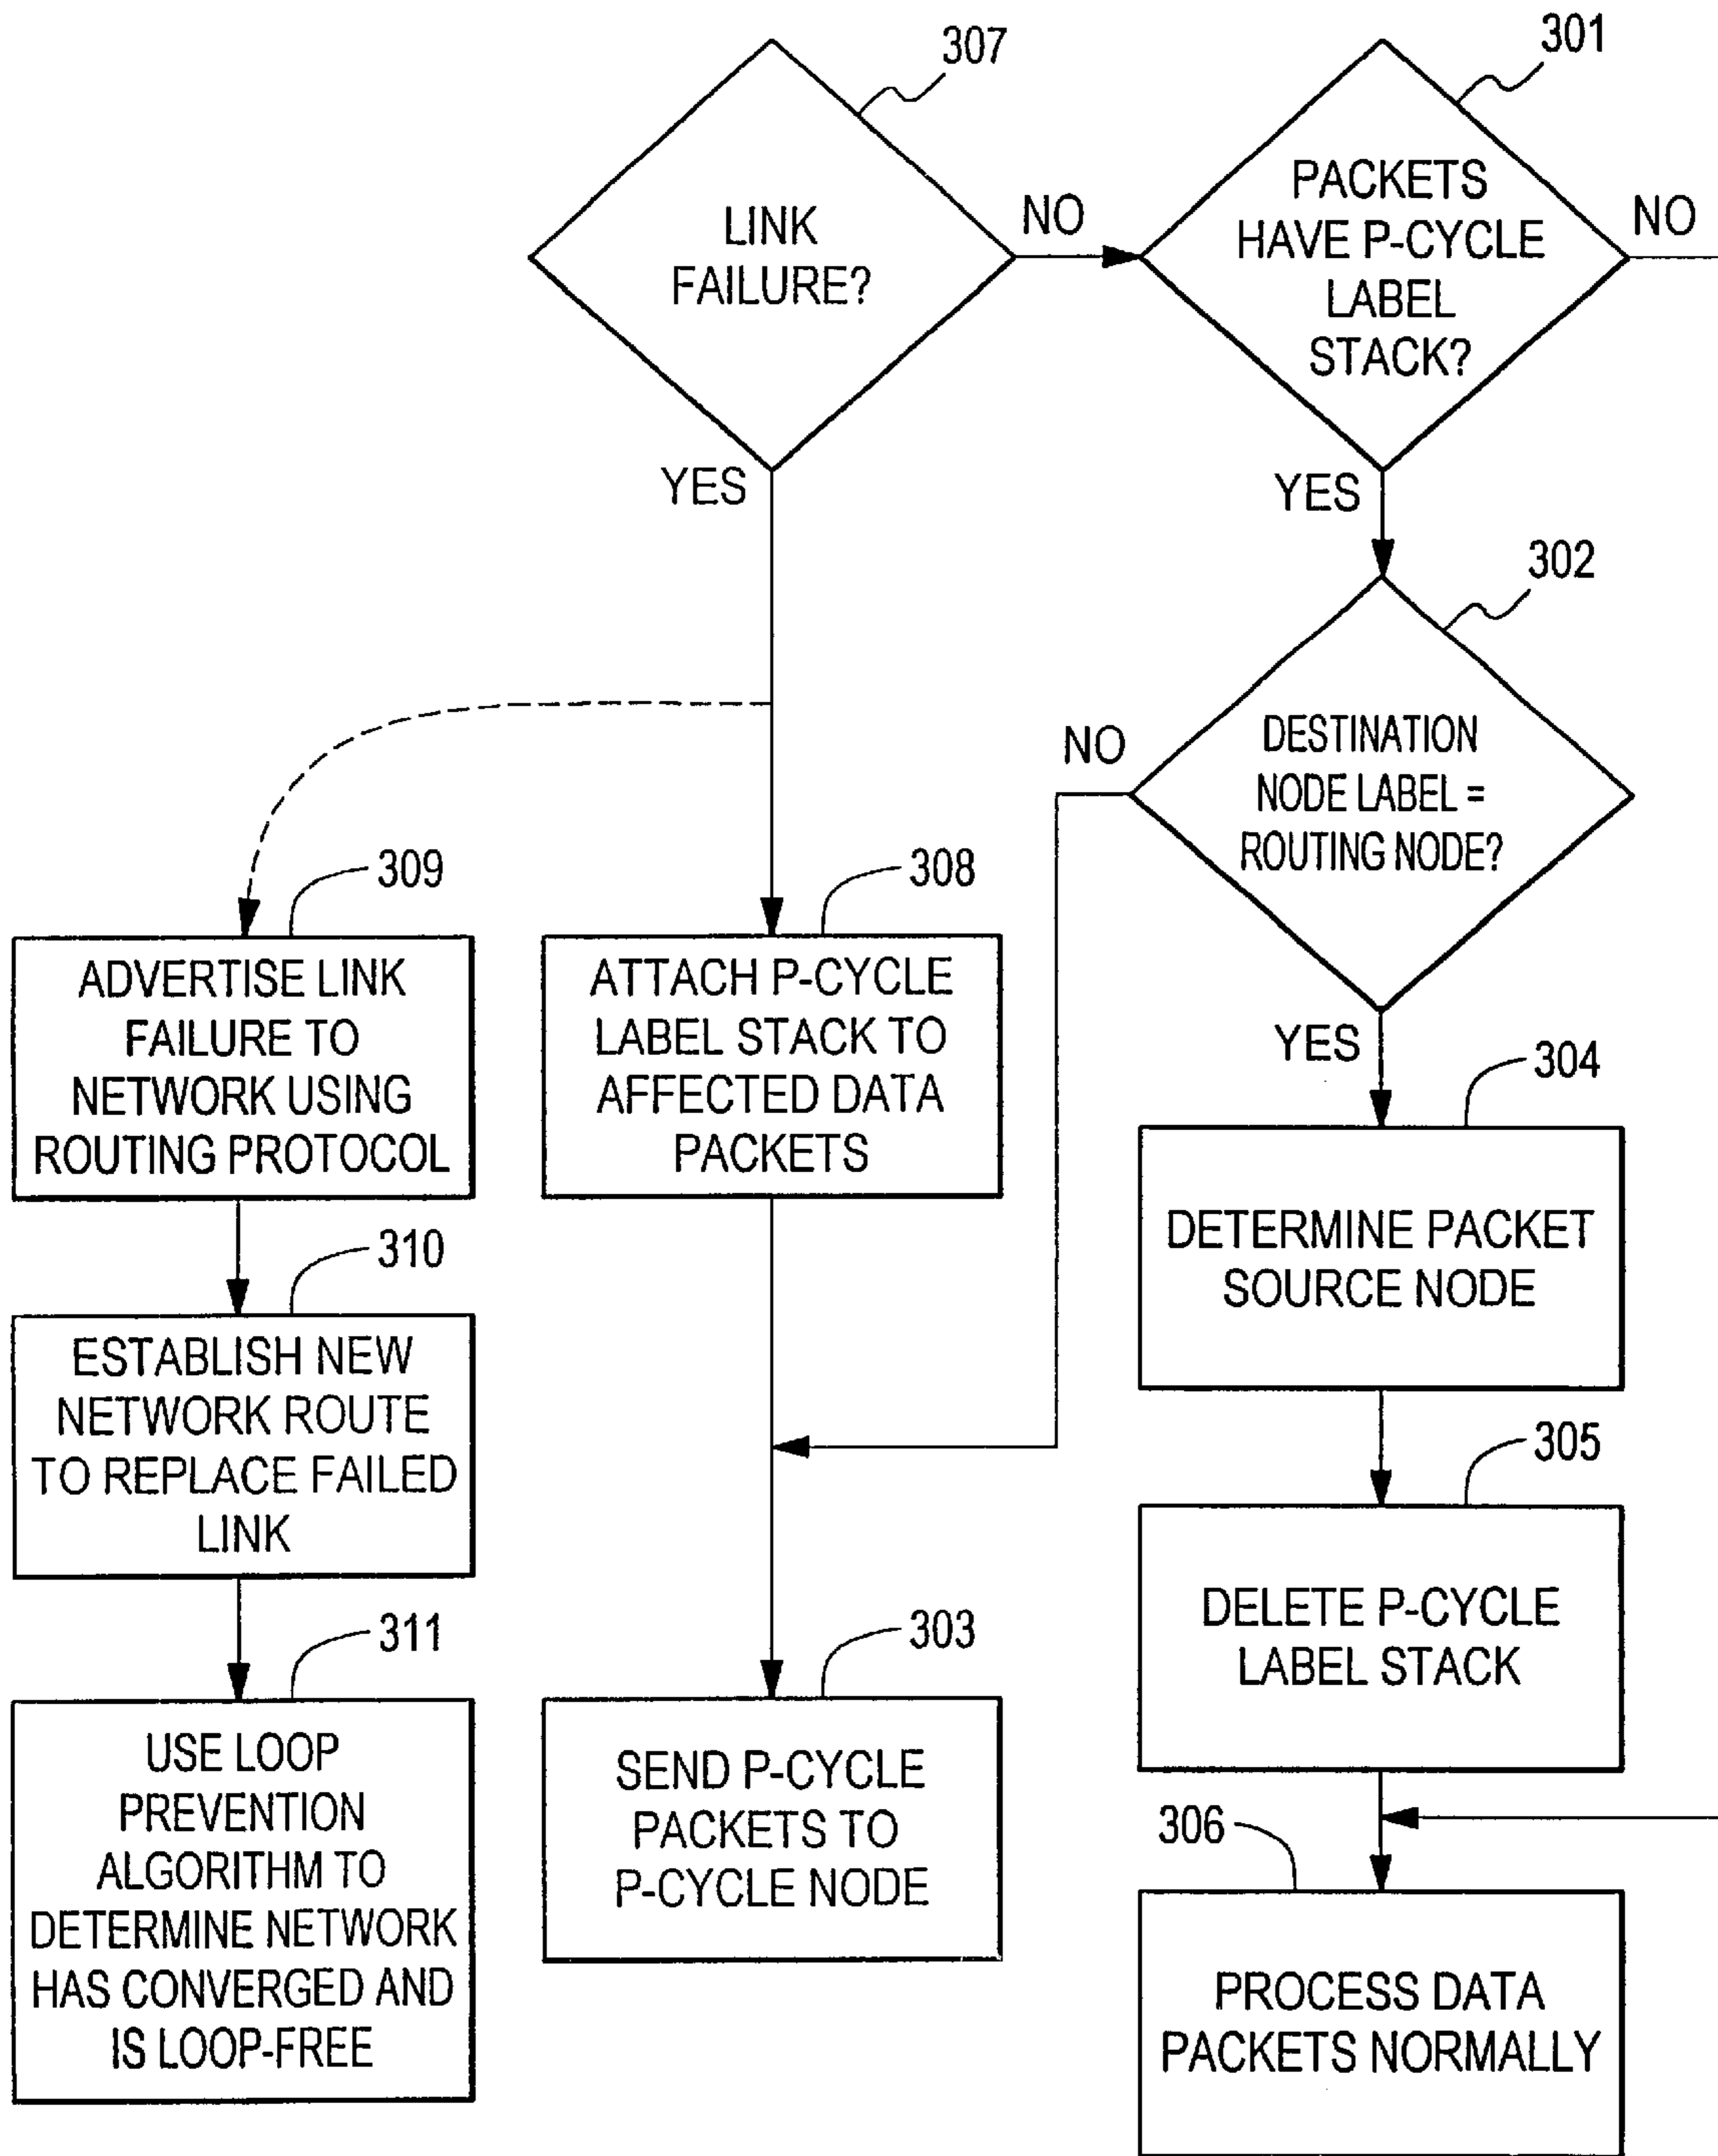 307
LINK
FAILURE?
NO
YES
301
PACKETS
HAVE P-CYCLE
LABEL
STACK?
NO
YES
302
DESTINATION
NODE LABEL =
ROUTING NODE?
NO
YES
309
ADVERTISE LINK
FAILURE TO
NETWORK USING
ROUTING PROTOCOL
308
ATTACH P-CYCLE
LABEL STACK TO
AFFECTED DATA
PACKETS
304
DETERMINE PACKET
SOURCE NODE
310
ESTABLISH NEW
NETWORK ROUTE
TO REPLACE FAILED
LINK
305
DELETE P-CYCLE
LABEL STACK
311
USE LOOP
PREVENTION
ALGORITHM TO
DETERMINE NETWORK
HAS CONVERGED AND
IS LOOP-FREE
303
SEND P-CYCLE
PACKETS TO
P-CYCLE NODE
306
PROCESS DATA
PACKETS NORMALLY